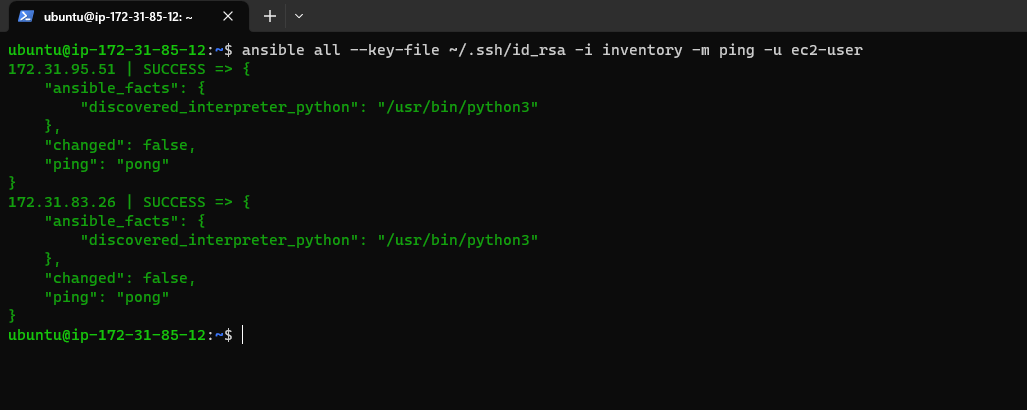 ubuntu@ip-172-31-85-12: ~
ubuntu@ip-172-31-85-12:~$ ansible all --key-file ~/.ssh/id_rsa -i inventory -m ping -u ec2-user
172.31.95.51 | SUCCESS => {
    "ansible_facts": {
        "discovered_interpreter_python": "/usr/bin/python3"
    },
    "changed": false,
    "ping": "pong"
}
172.31.83.26 | SUCCESS => {
    "ansible_facts": {
        "discovered_interpreter_python": "/usr/bin/python3"
    },
    "changed": false,
    "ping": "pong"
}
ubuntu@ip-172-31-85-12:~$